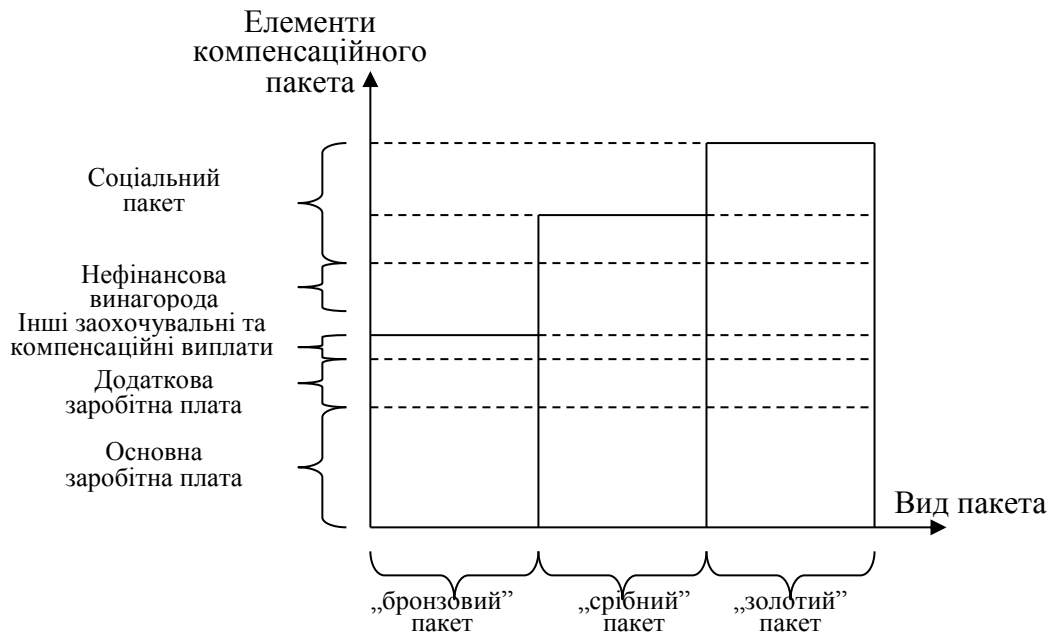 Елементи
компенсаційного
пакета
Соціальний
пакет
Нефінансова
винагорода
Інші заохочувальні та
компенсаційні виплати
Додаткова
заробітна плата
Основна
заробітна плата
Вид пакета
„бронзовий”
пакет
„срібний”
пакет
„золотий”
пакет